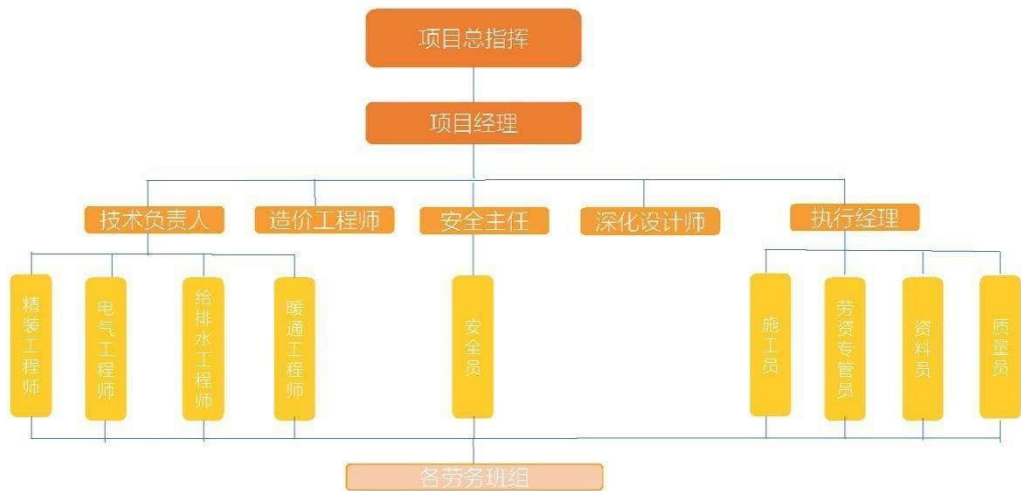 项目总指挥
项目经理
技术负责人
造价工程师
安全主任
深化设计师
执行经理
精装工程师
电气工程师
给排水工程师
暖通工程师
安全员
施工员
劳资专管员
资料员
质量员
各劳务班组